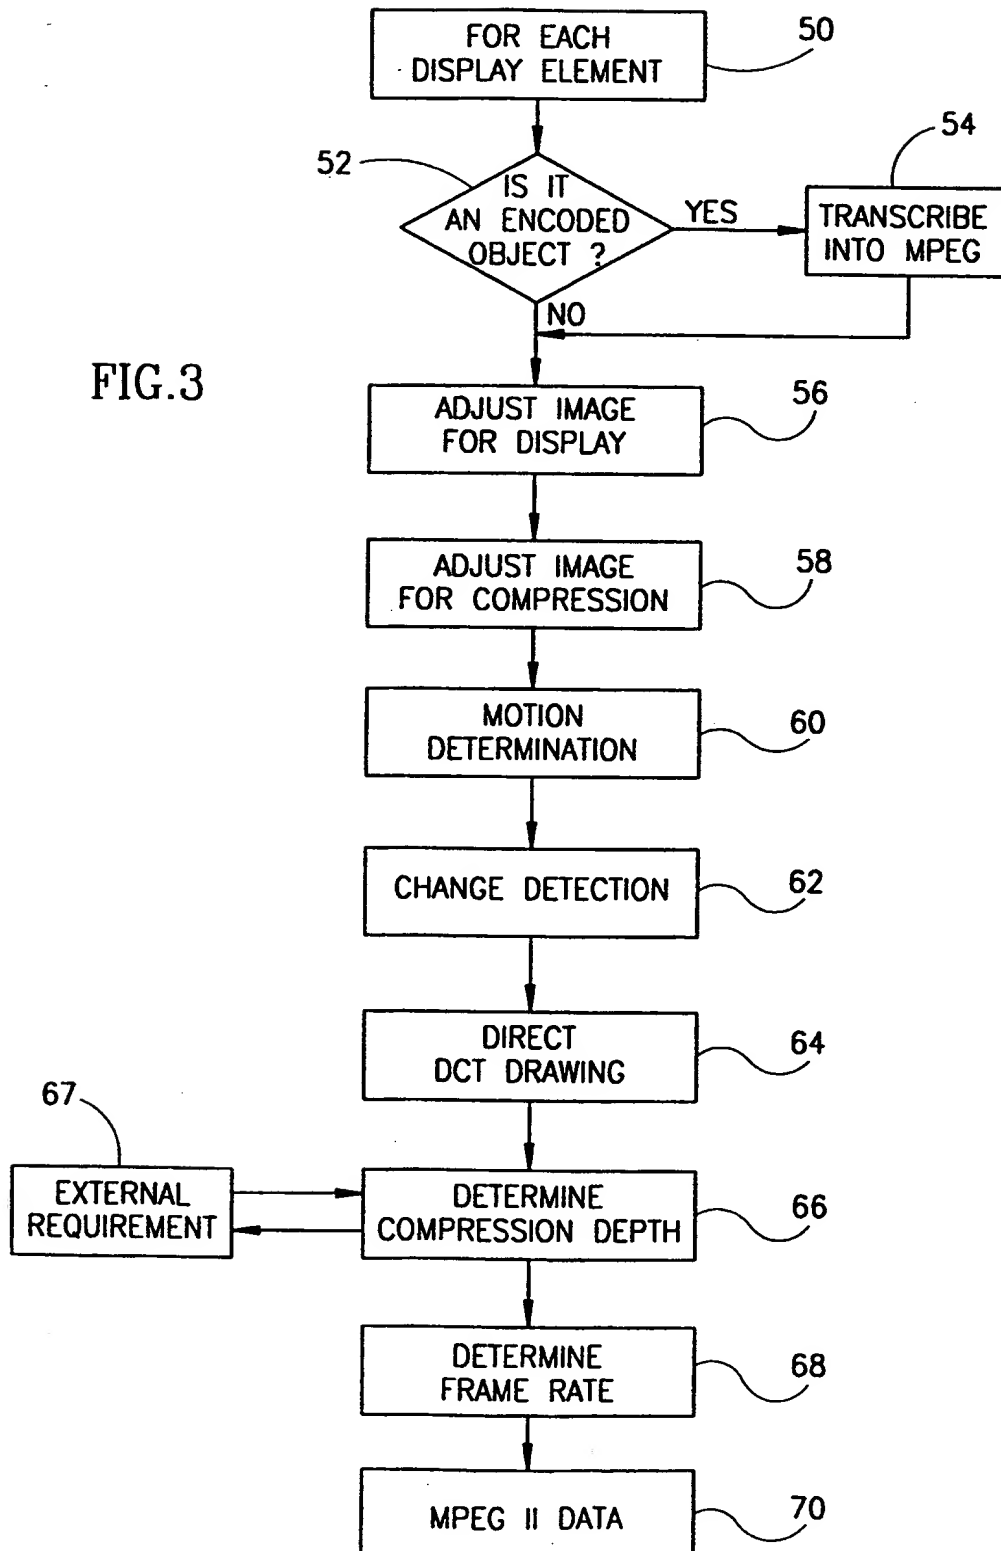 FOR EACH
DISPLAY ELEMENT
50
52
IS IT
AN ENCODED
OBJECT ?
YES
54
TRANSCRIBE
INTO MPEG
NO
FIG.3
ADJUST IMAGE
FOR DISPLAY
56
ADJUST IMAGE
FOR COMPRESSION
58
MOTION
DETERMINATION
60
CHANGE DETECTION
62
DIRECT
DCT DRAWING
64
67
EXTERNAL
REQUIREMENT
DETERMINE
COMPRESSION DEPTH
66
DETERMINE
FRAME RATE
68
MPEG II DATA
70